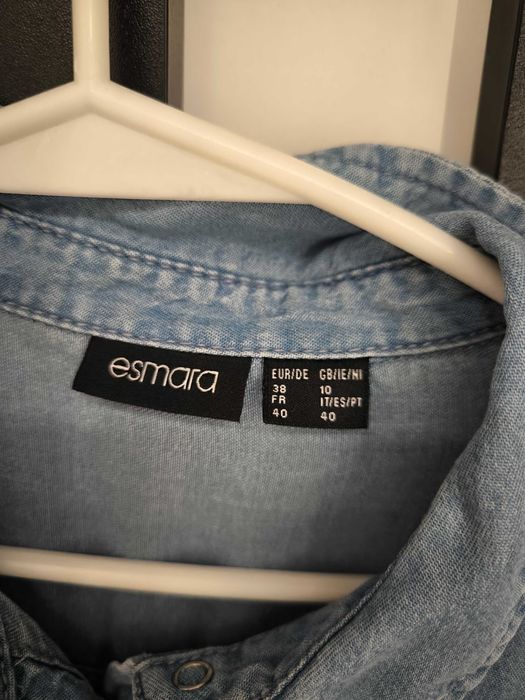 esmara
EUR/DE GB/IE/NI
38 10
FR IT/ES/PT
40 40